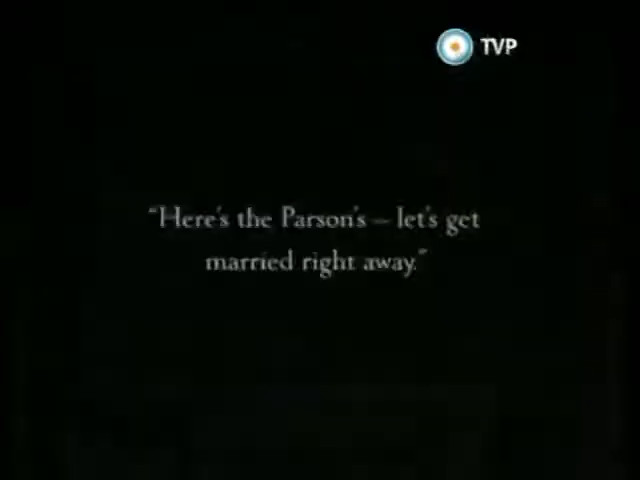 TVP
“Here's the Parson's — let's get
married right away.”